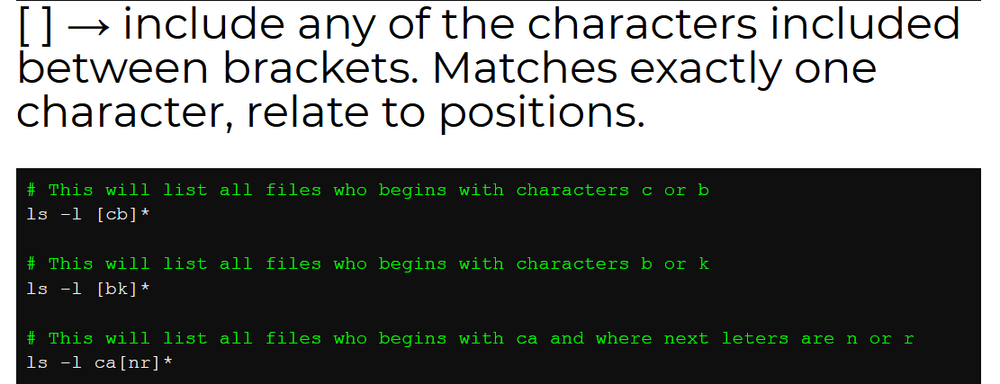 [ ] → include any of the characters included
between brackets. Matches exactly one
character, relate to positions.
# This will list all files who begins with characters c or b
ls -l [cb]*
# This will list all files who begins with characters b or k
ls -l [bk]*
# This will list all files who begins with ca and where next leters are n or r
ls -l ca[nr]*